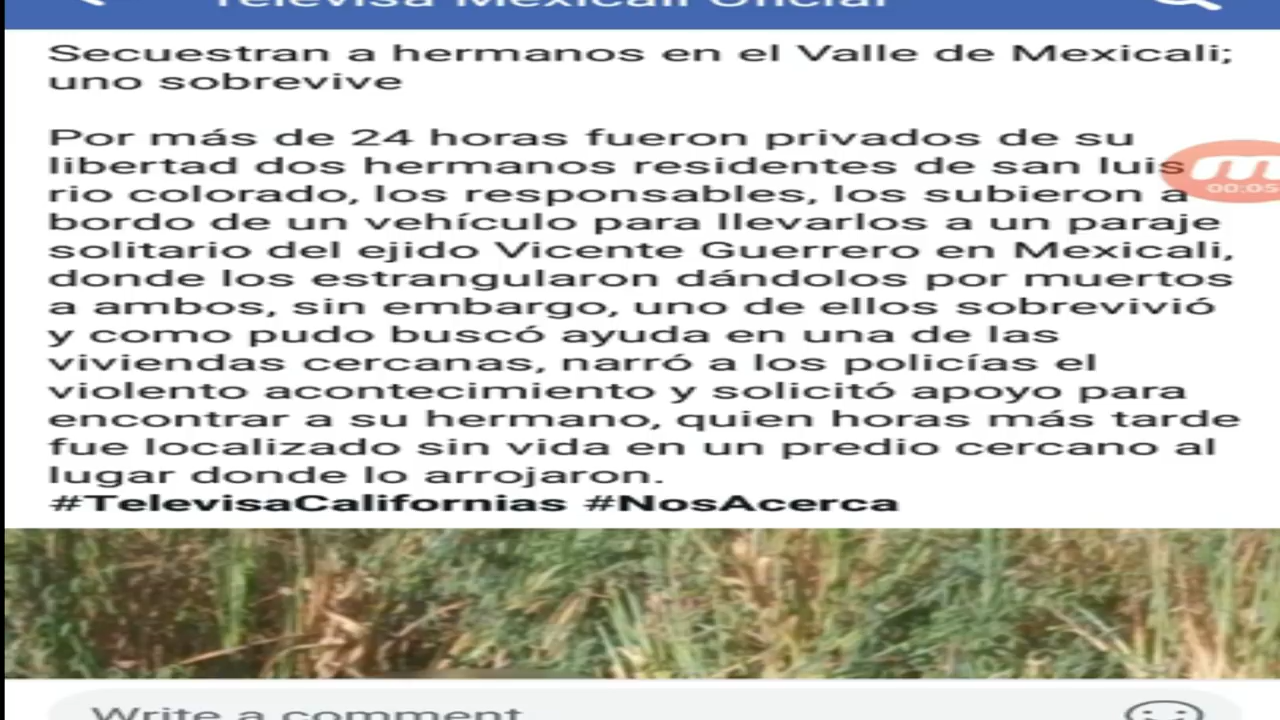 Televisa Mexicali Oficial
Secuestran a hermanos en el Valle de Mexicali;
uno sobrevive
Por más de 24 horas fueron privados de su
libertad dos hermanos residentes de san luis
rio colorado, los responsables, los subieron a
bordo de un vehículo para llevarlos a un paraje
solitario del ejido Vicente Guerrero en Mexicali,
donde los estrangularon dándolos por muertos
a ambos, sin embargo, uno de ellos sobrevivió
y como pudo buscó ayuda en una de las
viviendas cercanas, narró a los policías el
violento acontecimiento y solicitó apoyo para
encontrar a su hermano, quien horas más tarde
fue localizado sin vida en un predio cercano al
lugar donde lo arrojaron.
#TelevisaCalifornias #NosAcerca
00:05
Write a comment